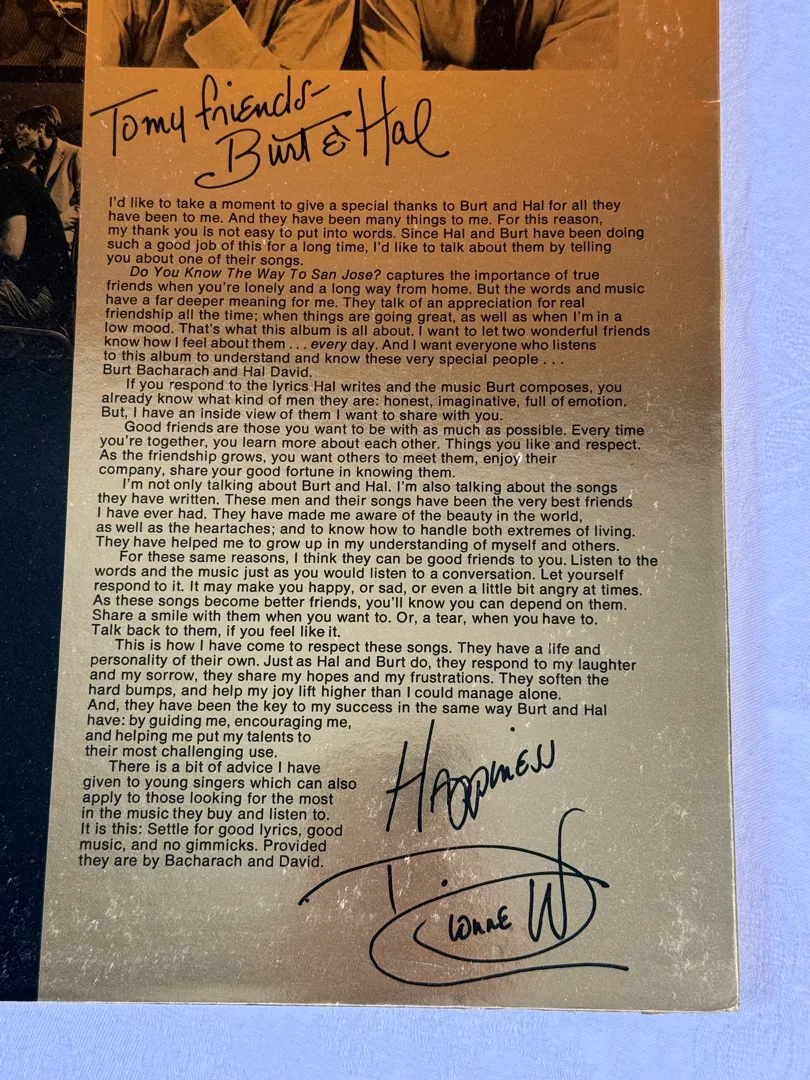 To my friends-
Burt & Hal
I'd like to take a moment to give a special thanks to Burt and Hal for all they
have been to me. And they have been many things to me. For this reason,
my thank you is not easy to put into words. Since Hal and Burt have been doing
such a good job of this for a long time, I'd like to talk about them by telling
you about one of their songs.
Do You Know The Way To San Jose? captures the importance of true
friends when you're lonely and a long way from home. But the words and music
have a far deeper meaning for me. They talk of an appreciation for real
friendship all the time; when things are going great, as well as when I'm in a
low mood. That's what this album is all about. I want to let two wonderful friends
know how I feel about them . . . every day. And I want everyone who listens
to this album to understand and know these very special people . . .
Burt Bacharach and Hal David.
If you respond to the lyrics Hal writes and the music Burt composes, you
already know what kind of men they are: honest, imaginative, full of emotion.
But, I have an inside view of them I want to share with you.
Good friends are those you want to be with as much as possible. Every time
you're together, you learn more about each other. Things you like and respect.
As the friendship grows, you want others to meet them, enjoy their
company, share your good fortune in knowing them.
I'm not only talking about Burt and Hal. I'm also talking about the songs
they have written. These men and their songs have been the very best friends
I have ever had. They have made me aware of the beauty in the world,
as well as the heartaches; and to know how to handle both extremes of living.
They have helped me to grow up in my understanding of myself and others.
For these same reasons, I think they can be good friends to you. Listen to the
words and the music just as you would listen to a conversation. Let yourself
respond to it. It may make you happy, or sad, or even a little bit angry at times.
As these songs become better friends, you'll know you can depend on them.
Share a smile with them when you want to. Or, a tear, when you have to.
Talk back to them, if you feel like it.
This is how I have come to respect these songs. They have a life and
personality of their own. Just as Hal and Burt do, they respond to my laughter
and my sorrow, they share my hopes and my frustrations. They soften the
hard bumps, and help my joy lift higher than I could manage alone.
And, they have been the key to my success in the same way Burt and Hal
have: by guiding me, encouraging me,
and helping me put my talents to
their most challenging use.
There is a bit of advice I have
given to young singers which can also
apply to those looking for the most
in the music they buy and listen to.
It is this: Settle for good lyrics, good
music, and no gimmicks. Provided
they are by Bacharach and David.
Happiness
Dionne W